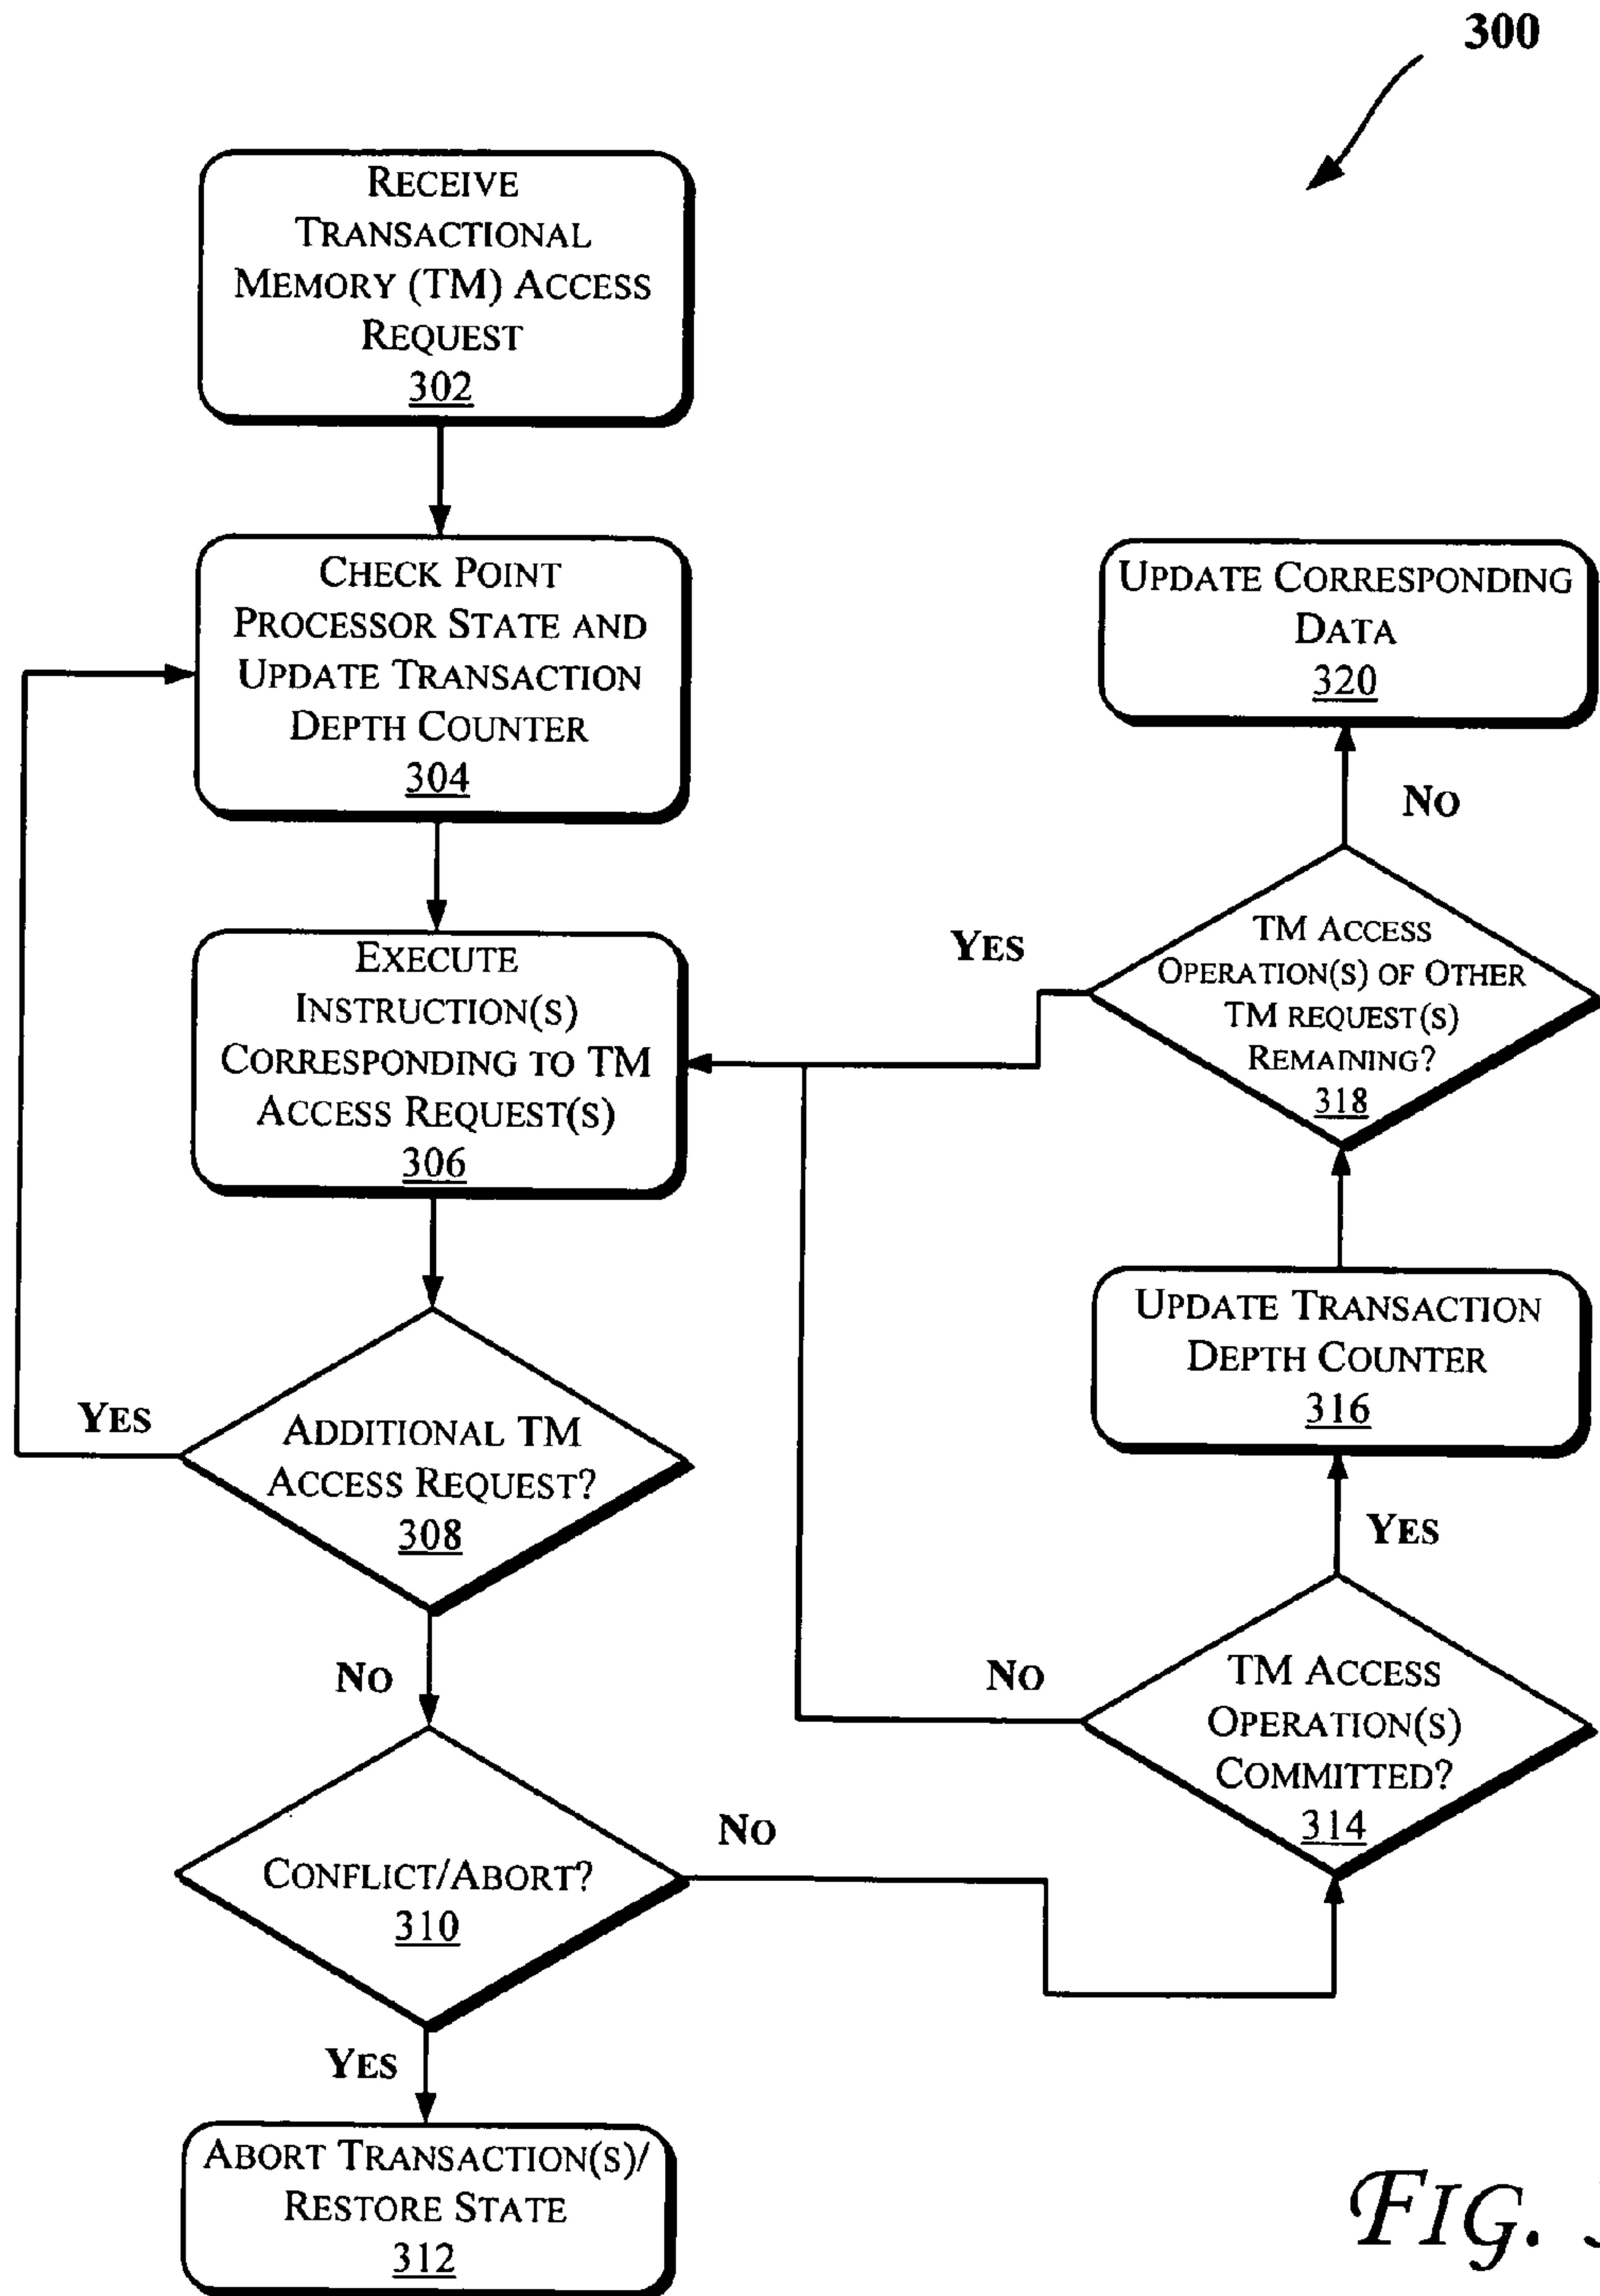 300
RECEIVE
TRANSACTIONAL
MEMORY (TM) ACCESS
REQUEST
302
CHECK POINT
PROCESSOR STATE AND
UPDATE TRANSACTION
DEPTH COUNTER
304
EXECUTE
INSTRUCTION(S)
CORRESPONDING TO TM
ACCESS REQUEST(S)
306
YES
ADDITIONAL TM
ACCESS REQUEST?
308
NO
CONFLICT/ABORT?
310
NO
YES
ABORT TRANSACTION(S)/
RESTORE STATE
312
UPDATE CORRESPONDING
DATA
320
NO
YES
TM ACCESS
OPERATION(S) OF OTHER
TM REQUEST(S)
REMAINING?
318
UPDATE TRANSACTION
DEPTH COUNTER
316
YES
NO
TM ACCESS
OPERATION(S)
COMMITTED?
314
FIG.